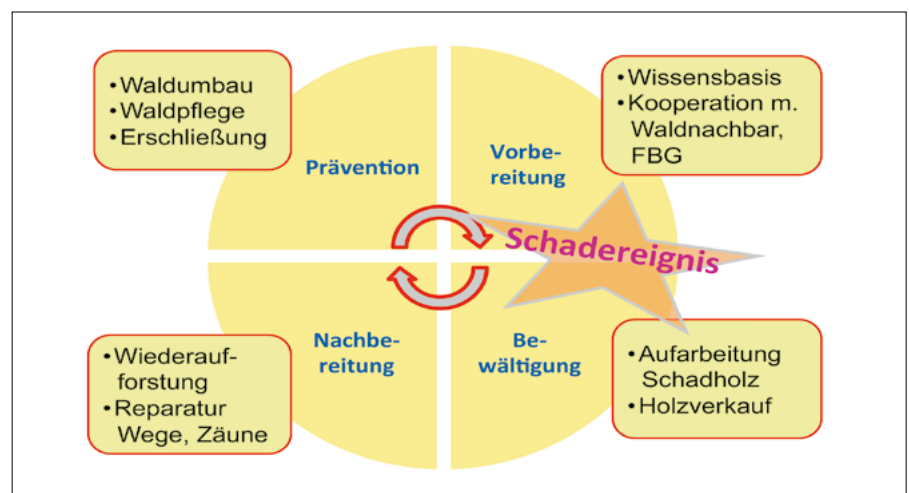 • Waldumbau
• Waldpflege
• Erschließung
Prävention
• Wissensbasis
• Kooperation m.
Waldnachbar,
FBG
Vorbe-
reitung
Schadereignis
• Wiederauf-
forstung
• Reparatur
Wege, Zäune
Nachbe-
reitung
Be-
wältigung
• Aufarbeitung
Schadholz
• Holzverkauf